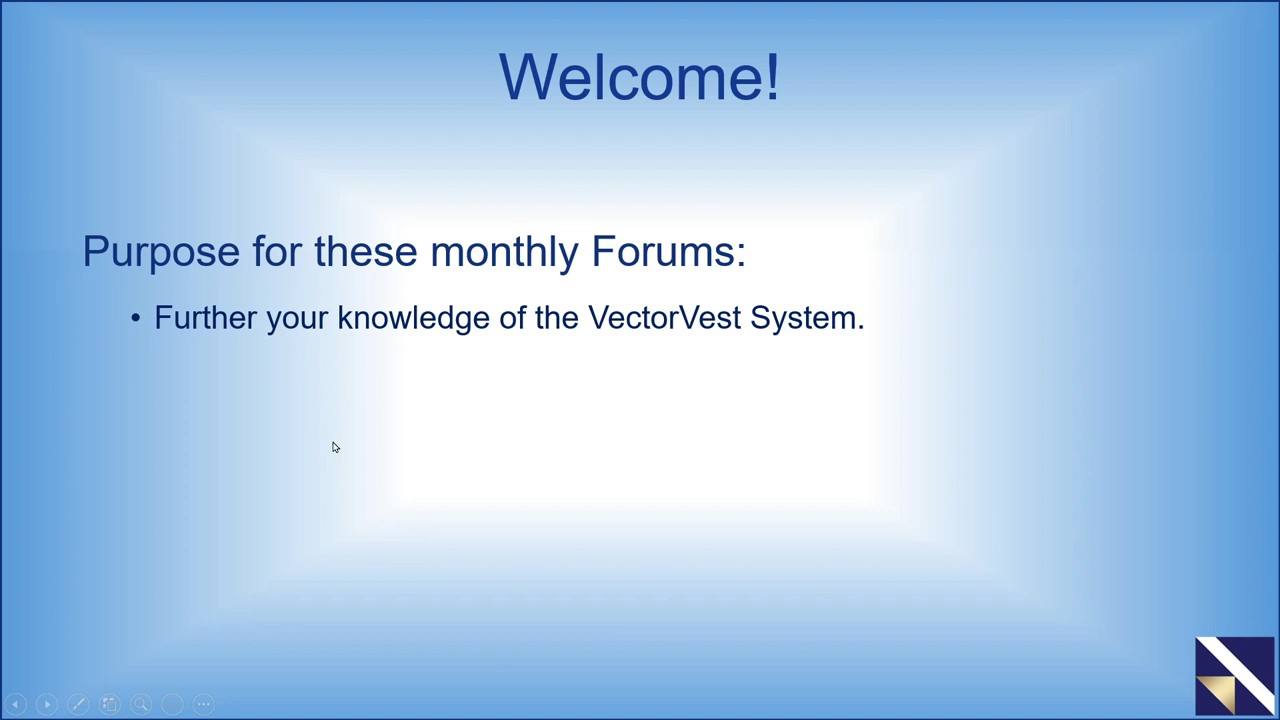 Welcome!
Purpose for these monthly Forums:
• Further your knowledge of the VectorVest System.